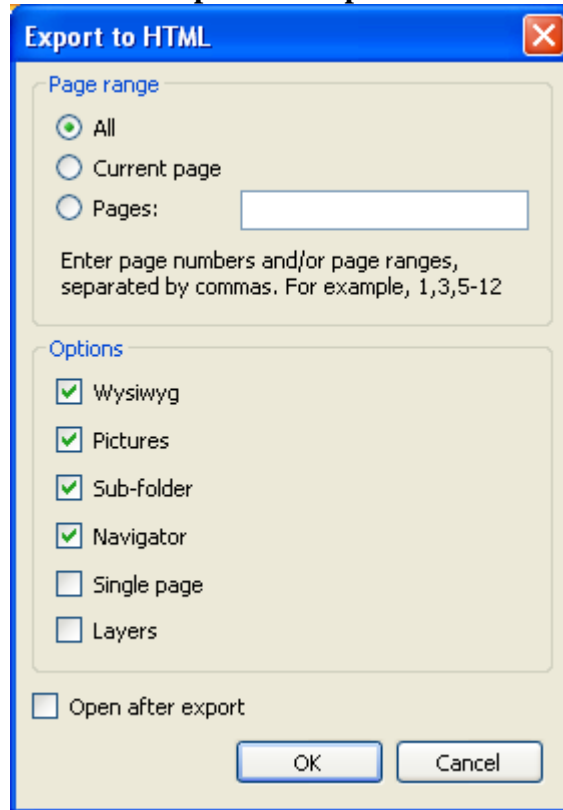 Export to HTML
Page range
All
Current page
Pages:
Enter page numbers and/or page ranges,
separated by commas. For example, 1,3,5-12
Options
Wysiwyg
Pictures
Sub-folder
Navigator
Single page
Layers
Open after export
OK
Cancel